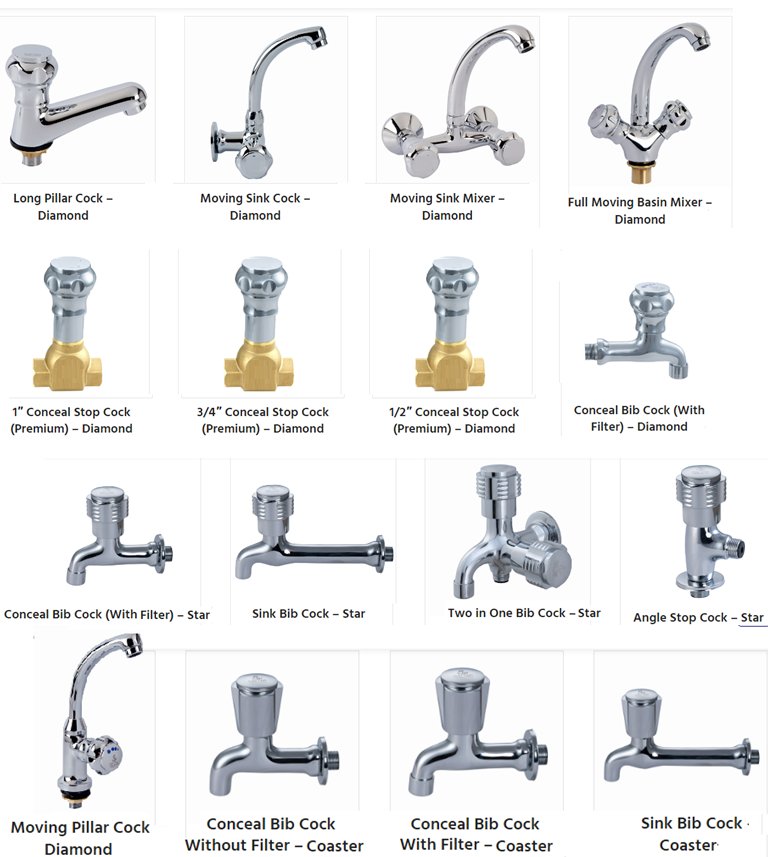 Long Pillar Cock –
Diamond
Moving Sink Cock –
Diamond
Moving Sink Mixer –
Diamond
Full Moving Basin Mixer –
Diamond
1″ Conceal Stop Cock
(Premium) – Diamond
3/4″ Conceal Stop Cock
(Premium) – Diamond
1/2″ Conceal Stop Cock
(Premium) – Diamond
Conceal Bib Cock (With
Filter) – Diamond
Conceal Bib Cock (With Filter) – Star
Sink Bib Cock – Star
Two in One Bib Cock – Star
Angle Stop Cock – Star
Moving Pillar Cock
Diamond
Conceal Bib Cock
Without Filter – Coaster
Conceal Bib Cock
With Filter – Coaster
Sink Bib Cock -
Coaster